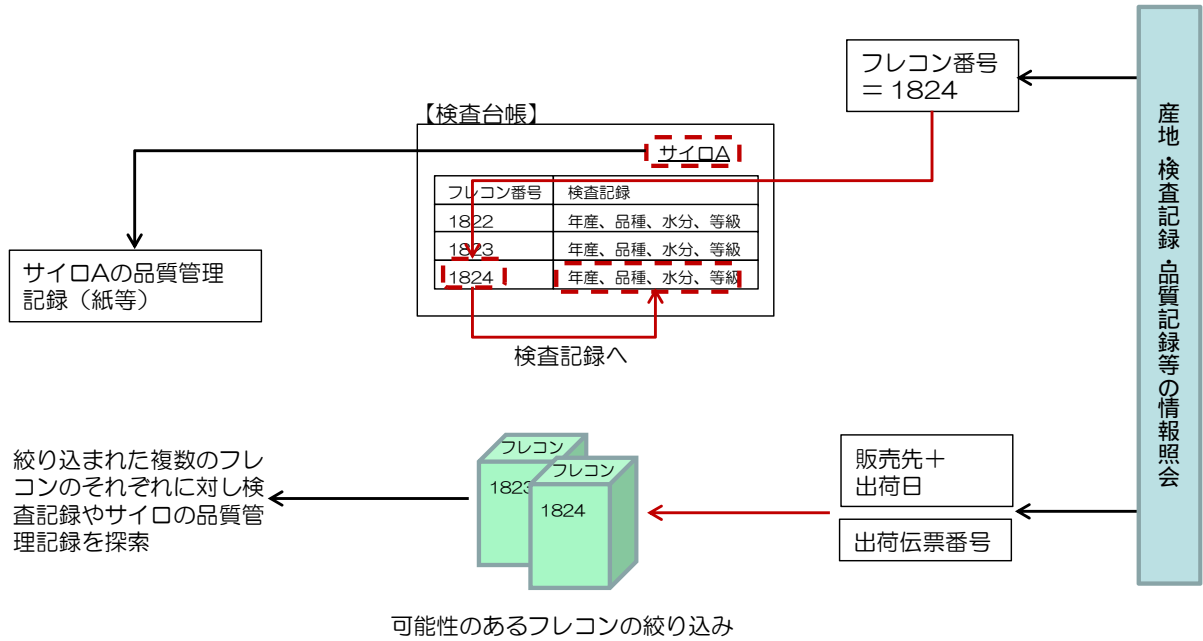 フレコン番号
＝1824
【検査台帳】
サイロA
フレコン番号 検査記録
1822 年産、品種、水分、等級
1823 年産、品種、水分、等級
1824 年産、品種、水分、等級
検査記録へ
サイロAの品質管理
記録（紙等）
産地・検査記録・品質記録等の情報照会
絞り込まれた複数のフレ
コンのそれぞれに対し検
査記録やサイロの品質管
理記録を探索
フレコン
1823
フレコン
1824
販売先＋
出荷日
出荷伝票番号
可能性のあるフレコンの絞り込み